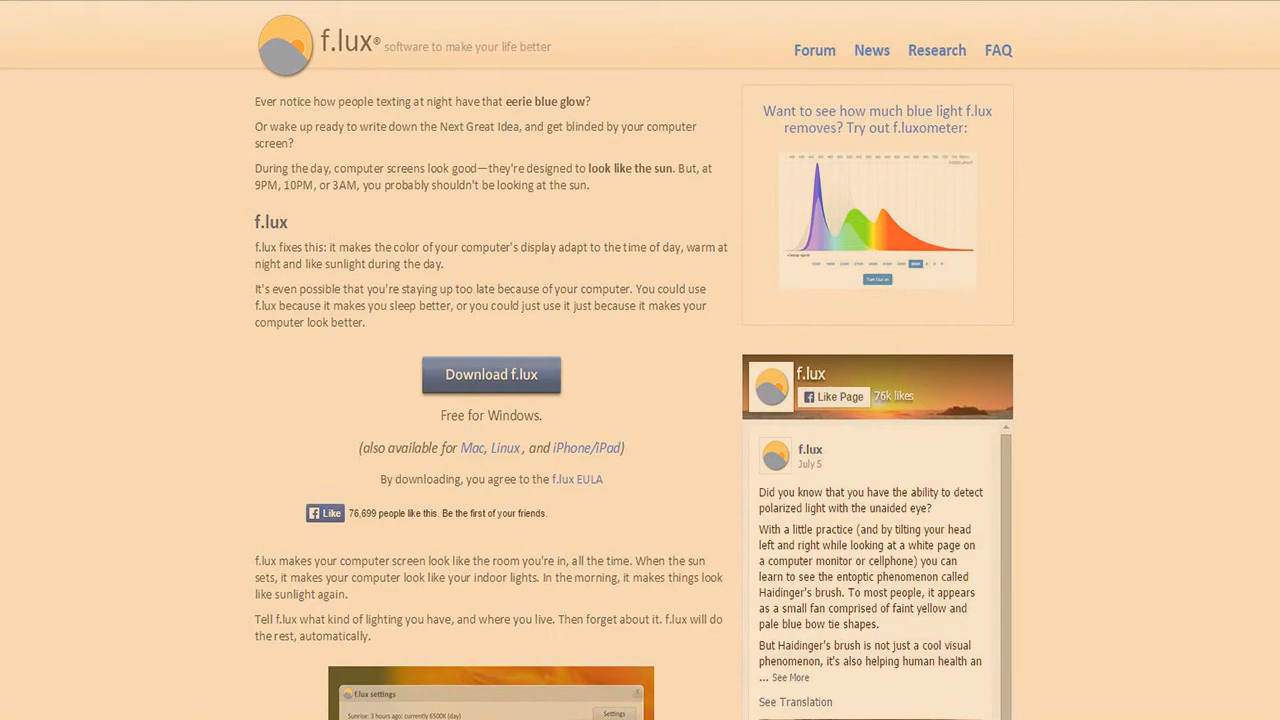 f.lux® software to make your life better
Forum News Research FAQ
Ever notice how people texting at night have that eerie blue glow?
Or wake up ready to write down the Next Great Idea, and get blinded by your computer
screen?
During the day, computer screens look good—they're designed to look like the sun. But, at
9PM, 10PM, or 3AM, you probably shouldn't be looking at the sun.
f.lux
f.lux fixes this: it makes the color of your computer's display adapt to the time of day, warm at
night and like sunlight during the day.
It's even possible that you're staying up too late because of your computer. You could use
f.lux because it makes you sleep better, or you could just use it just because it makes your
computer look better.
Download f.lux
Free for Windows.
(also available for Mac, Linux, and iPhone/iPad)
By downloading, you agree to the f.lux EULA
Like 76,699 people like this. Be the first of your friends.
f.lux makes your computer screen look like the room you're in, all the time. When the sun
sets, it makes your computer look like your indoor lights. In the morning, it makes things look
like sunlight again.
Tell f.lux what kind of lighting you have, and where you live. Then forget about it. f.lux will do
the rest, automatically.
f.lux settings
Sunrise: 3 hours ago: currently 6500K (day)
Settings
Want to see how much blue light f.lux
removes? Try out f.luxometer:
f.lux
Like Page 76k likes
f.lux
July 5
Did you know that you have the ability to detect
polarized light with the unaided eye?
With a little practice (and by tilting your head
left and right while looking at a white page on
a computer monitor or cellphone) you can
learn to see the entoptic phenomenon called
Haidinger's brush. To most people, it appears
as a small fan comprised of faint yellow and
pale blue bow tie shapes.
But Haidinger's brush is not just a cool visual
phenomenon, it's also helping human health an
... See More
See Translation